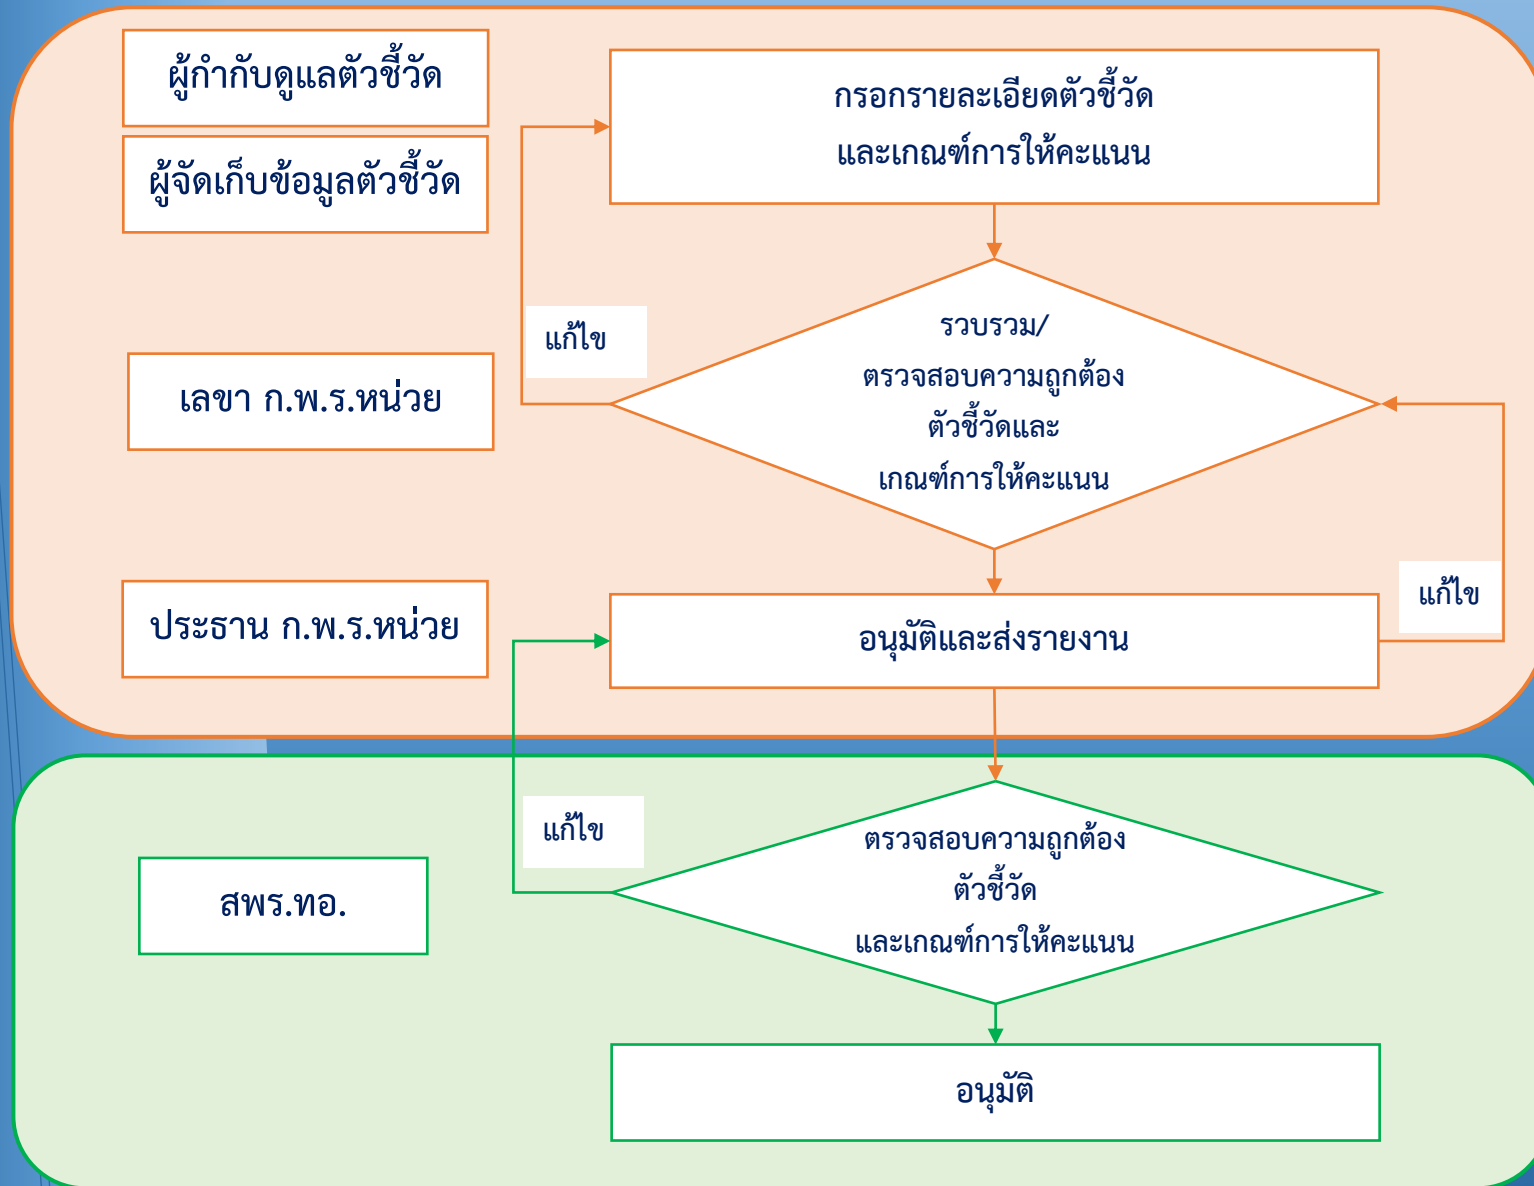 ผู้กำกับดูแลตัวชี้วัด
ผู้จัดเก็บข้อมูลตัวชี้วัด
กรอกรายละเอียดตัวชี้วัด
และเกณฑ์การให้คะแนน
แก้ไข
เลขา ก.พ.ร.หน่วย
รวบรวม/
ตรวจสอบความถูกต้อง
ตัวชี้วัดและ
เกณฑ์การให้คะแนน
แก้ไข
ประธาน ก.พ.ร.หน่วย
อนุมัติและส่งรายงาน
แก้ไข
สพร.ทอ.
ตรวจสอบความถูกต้อง
ตัวชี้วัด
และเกณฑ์การให้คะแนน
อนุมัติ